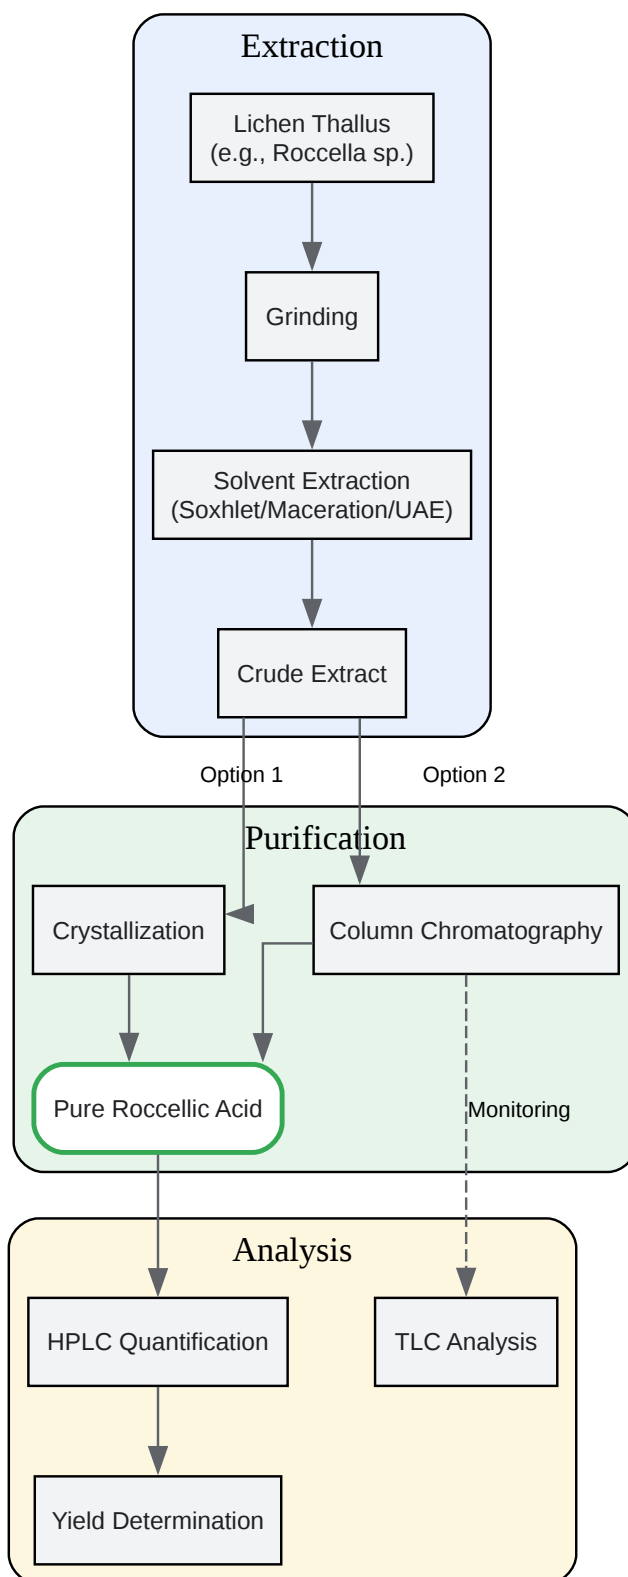 Extraction
Lichen Thallus
(e.g., Roccella sp.)
Grinding
Solvent Extraction
(Soxhlet/Maceration/UAE)
Crude Extract
Option 1
Option 2
Purification
Crystallization
Column Chromatography
Pure Roccellic Acid
Monitoring
Analysis
HPLC Quantification
TLC Analysis
Yield Determination